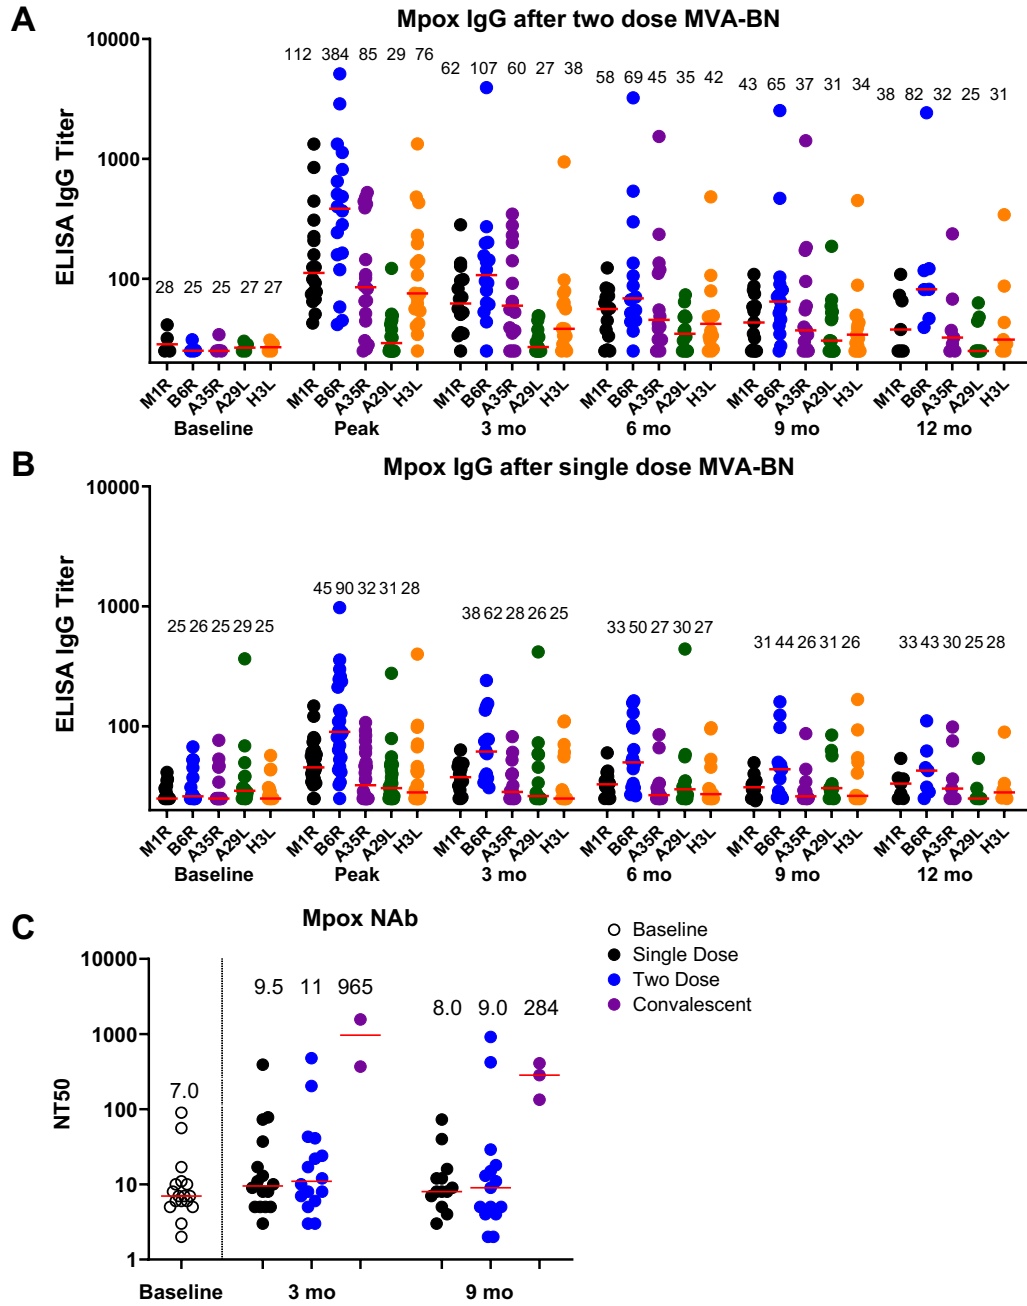 A
Mpox IgG after two dose MVA-BN
ELISA IgG Titer
10000
1000
100
28 25 25 27 27
112 384 85 29 76
62 107 60 27 38
58 69 45 35 42
43 65 37 31 34
38 82 32 25 31
M1R B6R A35R A29L H3L M1R B6R A35R A29L H3L M1R B6R A35R A29L H3L M1R B6R A35R A29L H3L M1R B6R A35R A29L H3L M1R B6R A35R A29L H3L
Baseline Peak 3 mo 6 mo 9 mo 12 mo
B
Mpox IgG after single dose MVA-BN
ELISA IgG Titer
10000
1000
100
25 26 25 29 25
45 90 32 31 28
38 62 28 26 25
33 50 27 30 27
31 44 26 31 26
33 43 30 25 28
M1R B6R A35R A29L H3L M1R B6R A35R A29L H3L M1R B6R A35R A29L H3L M1R B6R A35R A29L H3L M1R B6R A35R A29L H3L M1R B6R A35R A29L H3L
Baseline Peak 3 mo 6 mo 9 mo 12 mo
C
Mpox NAb
NT50
10000
1000
100
10
1
7.0
9.5 11 965
8.0 9.0 284
Baseline 3 mo 9 mo
Baseline
Single Dose
Two Dose
Convalescent